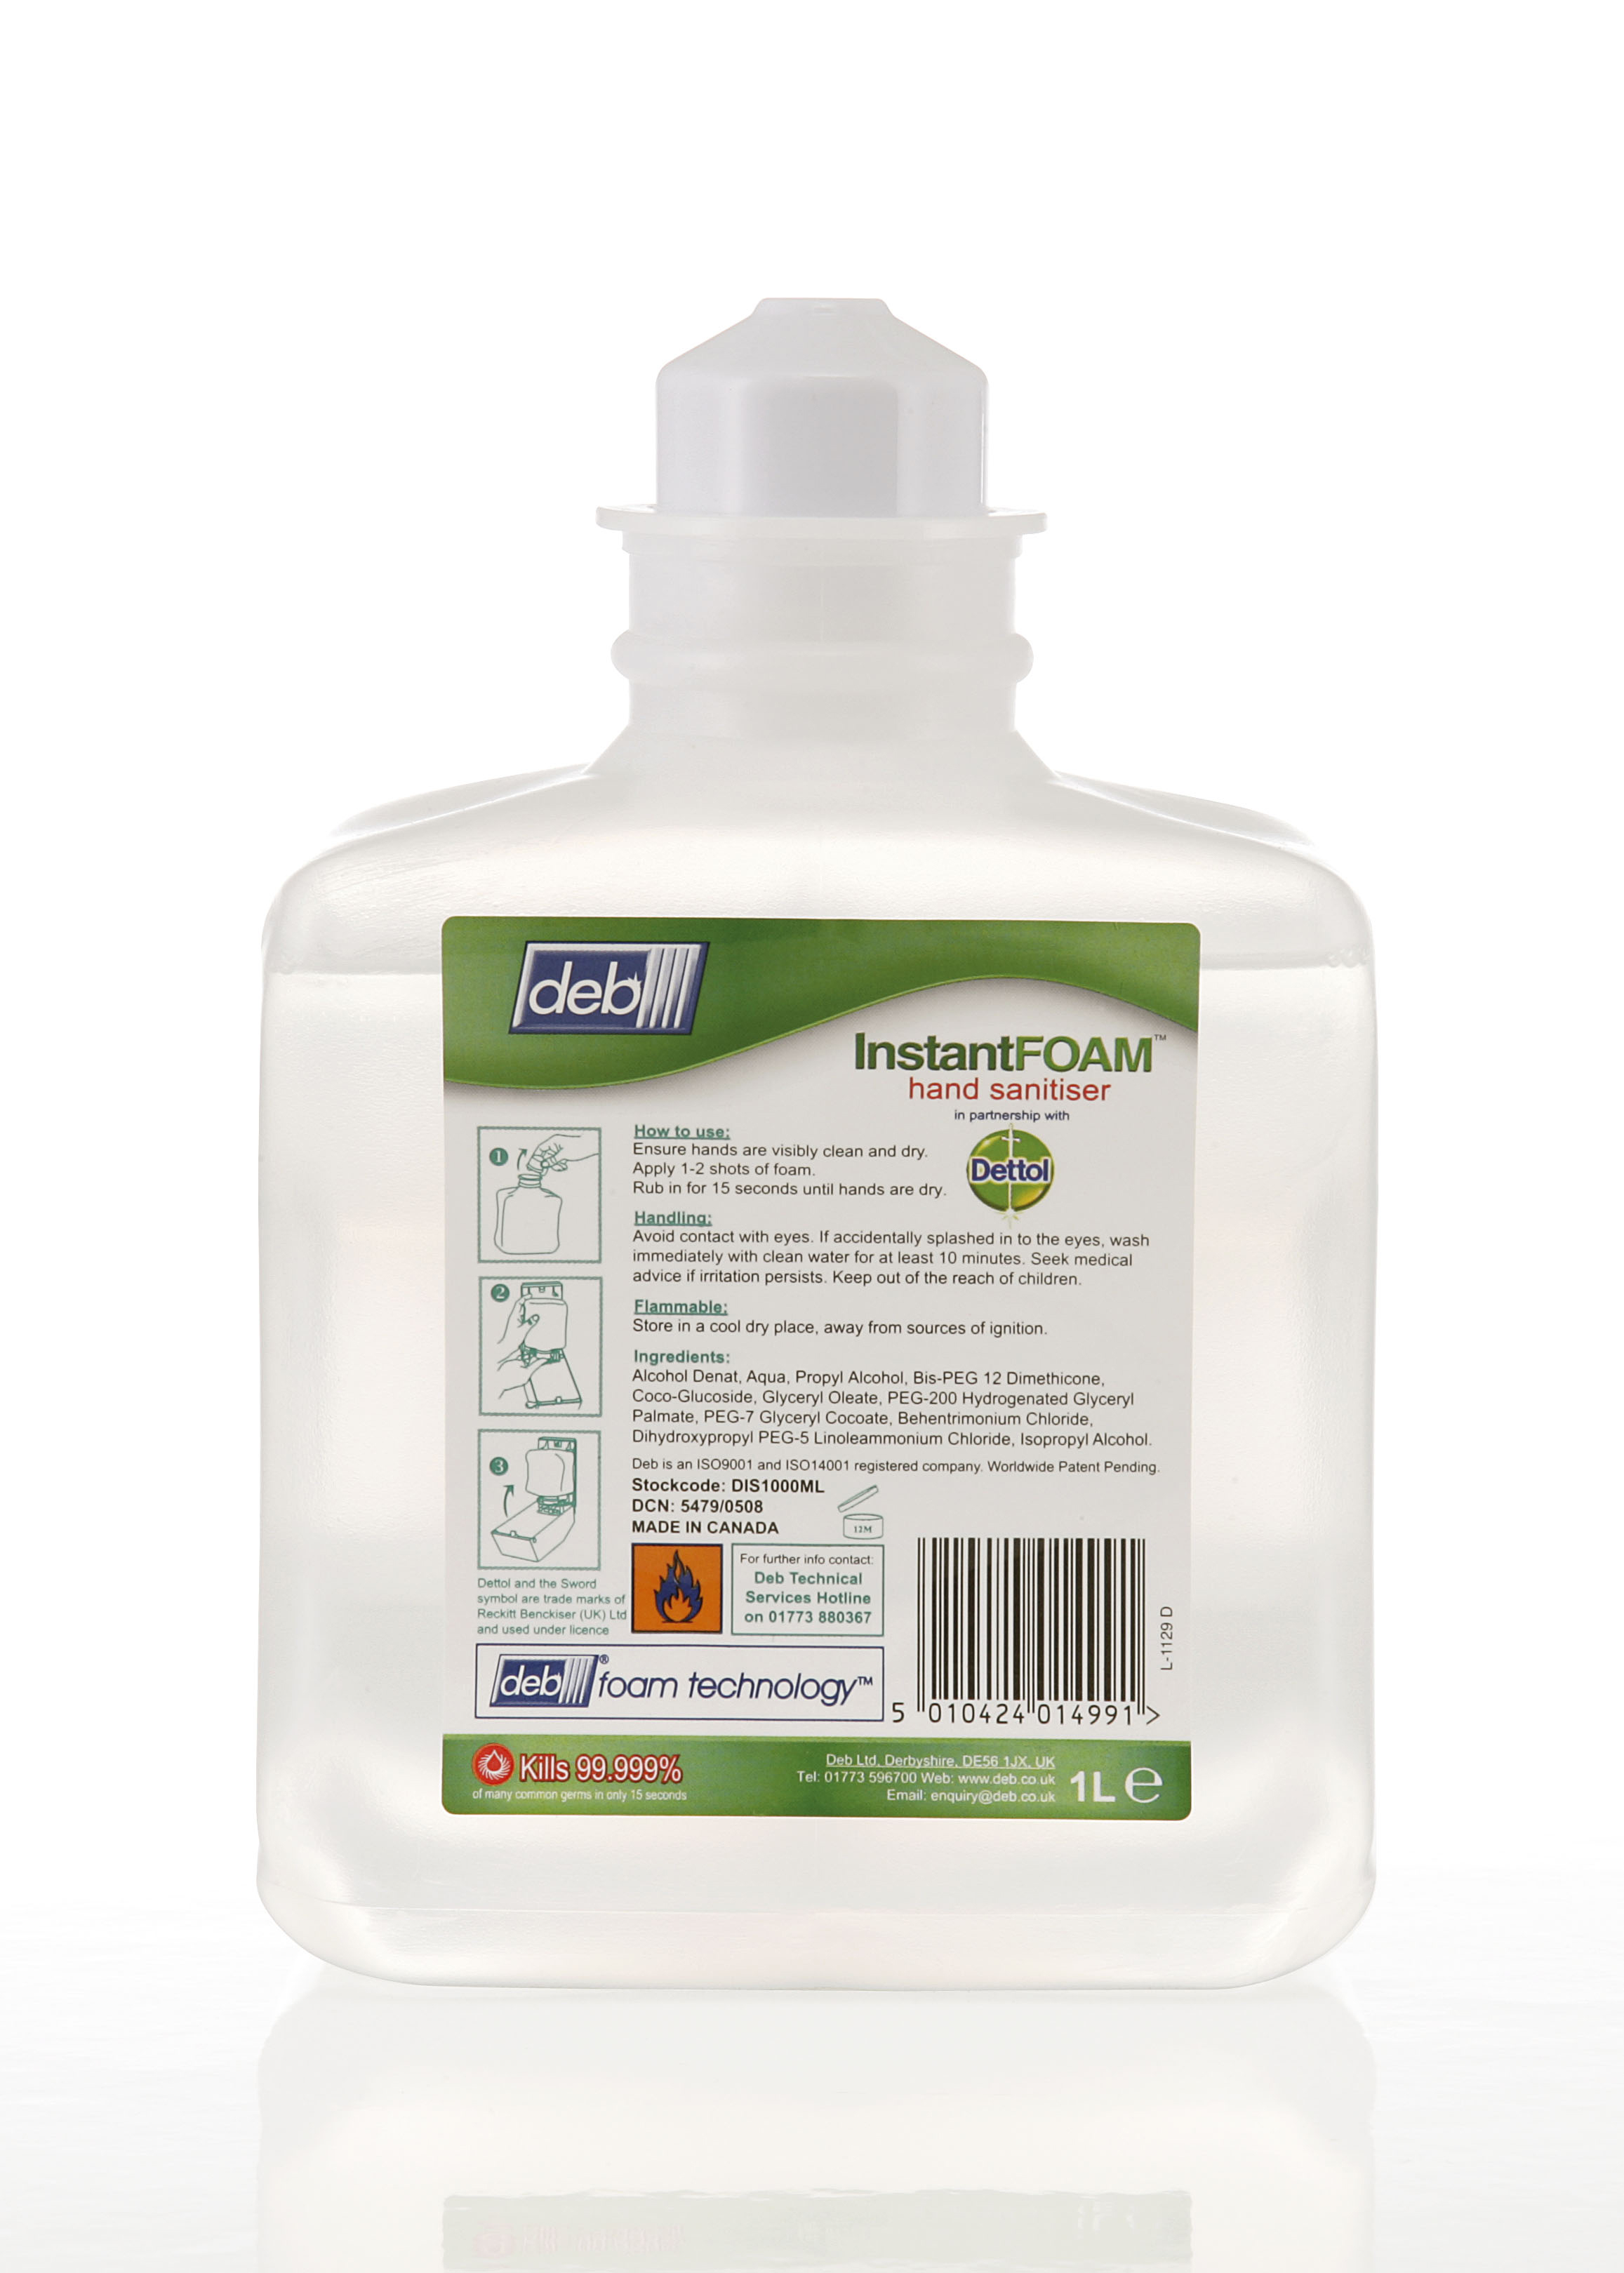 deb
InstantFOAM™
hand sanitiser
in partnership with
Dettol
How to use:
Ensure hands are visibly clean and dry.
Apply 1-2 shots of foam.
Rub in for 15 seconds until hands are dry.
Handling:
Avoid contact with eyes. If accidentally splashed in to the eyes, wash
immediately with clean water for at least 10 minutes. Seek medical
advice if irritation persists. Keep out of the reach of children.
Flammable:
Store in a cool dry place, away from sources of ignition.
Ingredients:
Alcohol Denat, Aqua, Propyl Alcohol, Bis-PEG 12 Dimethicone,
Coco-Glucoside, Glyceryl Oleate, PEG-200 Hydrogenated Glyceryl
Palmate, PEG-7 Glyceryl Cocoate, Behentrimonium Chloride,
Dihydroxypropyl PEG-5 Linoleammonium Chloride, Isopropyl Alcohol.
Deb is an ISO9001 and ISO14001 registered company. Worldwide Patent Pending.
Stockcode: DIS1000ML
DCN: 5479/0508
MADE IN CANADA
12M
1
2
3
Dettol and the Sword
symbol are trade marks of
Reckitt Benckiser (UK) Ltd
and used under licence
For further info contact:
Deb Technical
Services Hotline
on 01773 880367
L-1129 D
deb® foam technology™
5 010424 014991 >
Kills 99.999%
of many common germs in only 15 seconds
Deb Ltd, Derbyshire, DE56 1JX, UK
Tel: 01773 596700 Web: www.deb.co.uk
Email: enquiry@deb.co.uk
1L e